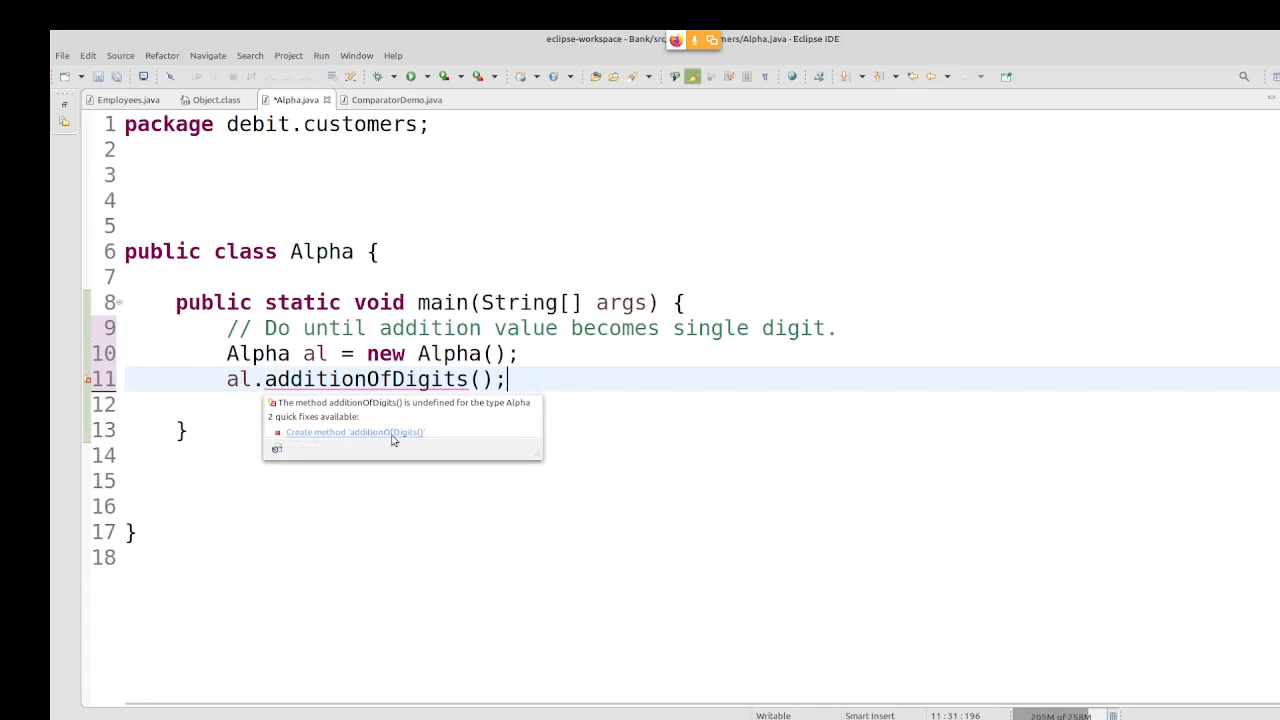 eclipse-workspace - Bank/src mers/Alpha.java - Eclipse IDE
File Edit Source Refactor Navigate Search Project Run Window Help
Employees.java Object.class *Alpha.java ComparatorDemo.java
1 package debit.customers;
2
3
4
5
6 public class Alpha {
7
8 public static void main(String[] args) {
9 // Do until addition value becomes single digit.
10 Alpha al = new Alpha();
11 al.additionOfDigits();
The method additionOfDigits() is undefined for the type Alpha
12
2 quick fixes available:
13 }
Create method 'additionOfDigits()'
14
15
16
17 }
18
Writable Smart Insert 11:31:196 205M of 258M